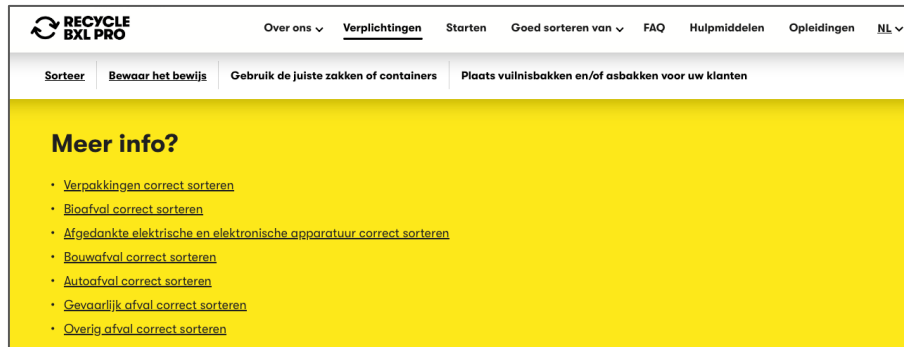 RECYCLE
BXL PRO
Over ons Verplichtingen Starten Goed sorteren van FAQ Hulpmiddelen Opleidingen NL
Sorteer Bewaar het bewijs Gebruik de juiste zakken of containers Plaats vuilnisbakken en/of asbakken voor uw klanten
Meer info?
• Verpakkingen correct sorteren
• Bioafval correct sorteren
• Afgedankte elektrische en elektronische apparatuur correct sorteren
• Bouwafval correct sorteren
• Autoafval correct sorteren
• Gevaarlijk afval correct sorteren
• Overig afval correct sorteren